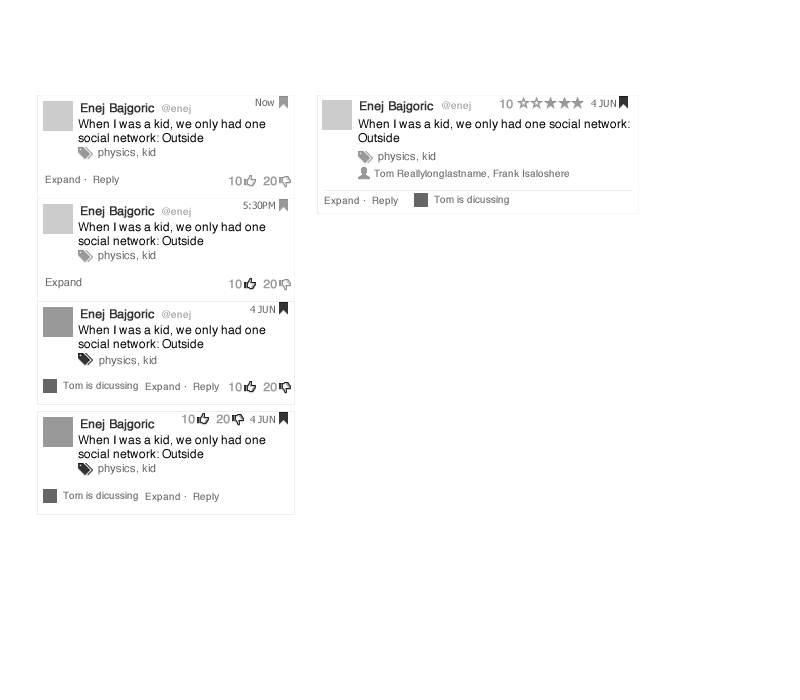 Enej Bajgoric @enej Now
When I was a kid, we only had one
social network: Outside
physics, kid
Expand · Reply 10 20
Enej Bajgoric @enej 5:30PM
When I was a kid, we only had one
social network: Outside
physics, kid
Expand 10 20
Enej Bajgoric @enej 4 JUN
When I was a kid, we only had one
social network: Outside
physics, kid
Tom is dicussing Expand · Reply 10 20
Enej Bajgoric 10 20 4 JUN
When I was a kid, we only had one
social network: Outside
physics, kid
Tom is dicussing Expand · Reply
Enej Bajgoric @enej 10 4 JUN
When I was a kid, we only had one social network:
Outside
physics, kid
Tom Reallylonglastname, Frank Isaloshere
Expand · Reply Tom is dicussing